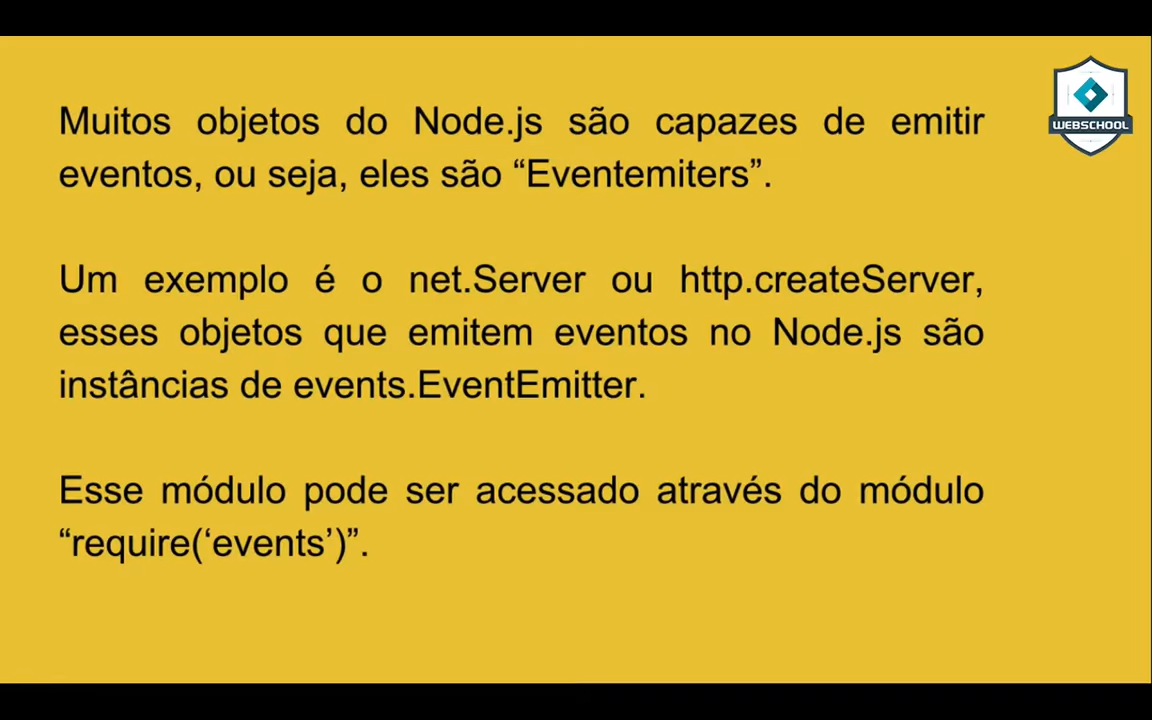 WEBSCHOOL
Muitos objetos do Node.js são capazes de emitir
eventos, ou seja, eles são “Eventemiters”.
Um exemplo é o net.Server ou http.createServer,
esses objetos que emitem eventos no Node.js são
instâncias de events.EventEmitter.
Esse módulo pode ser acessado através do módulo
“require(‘events’)”.